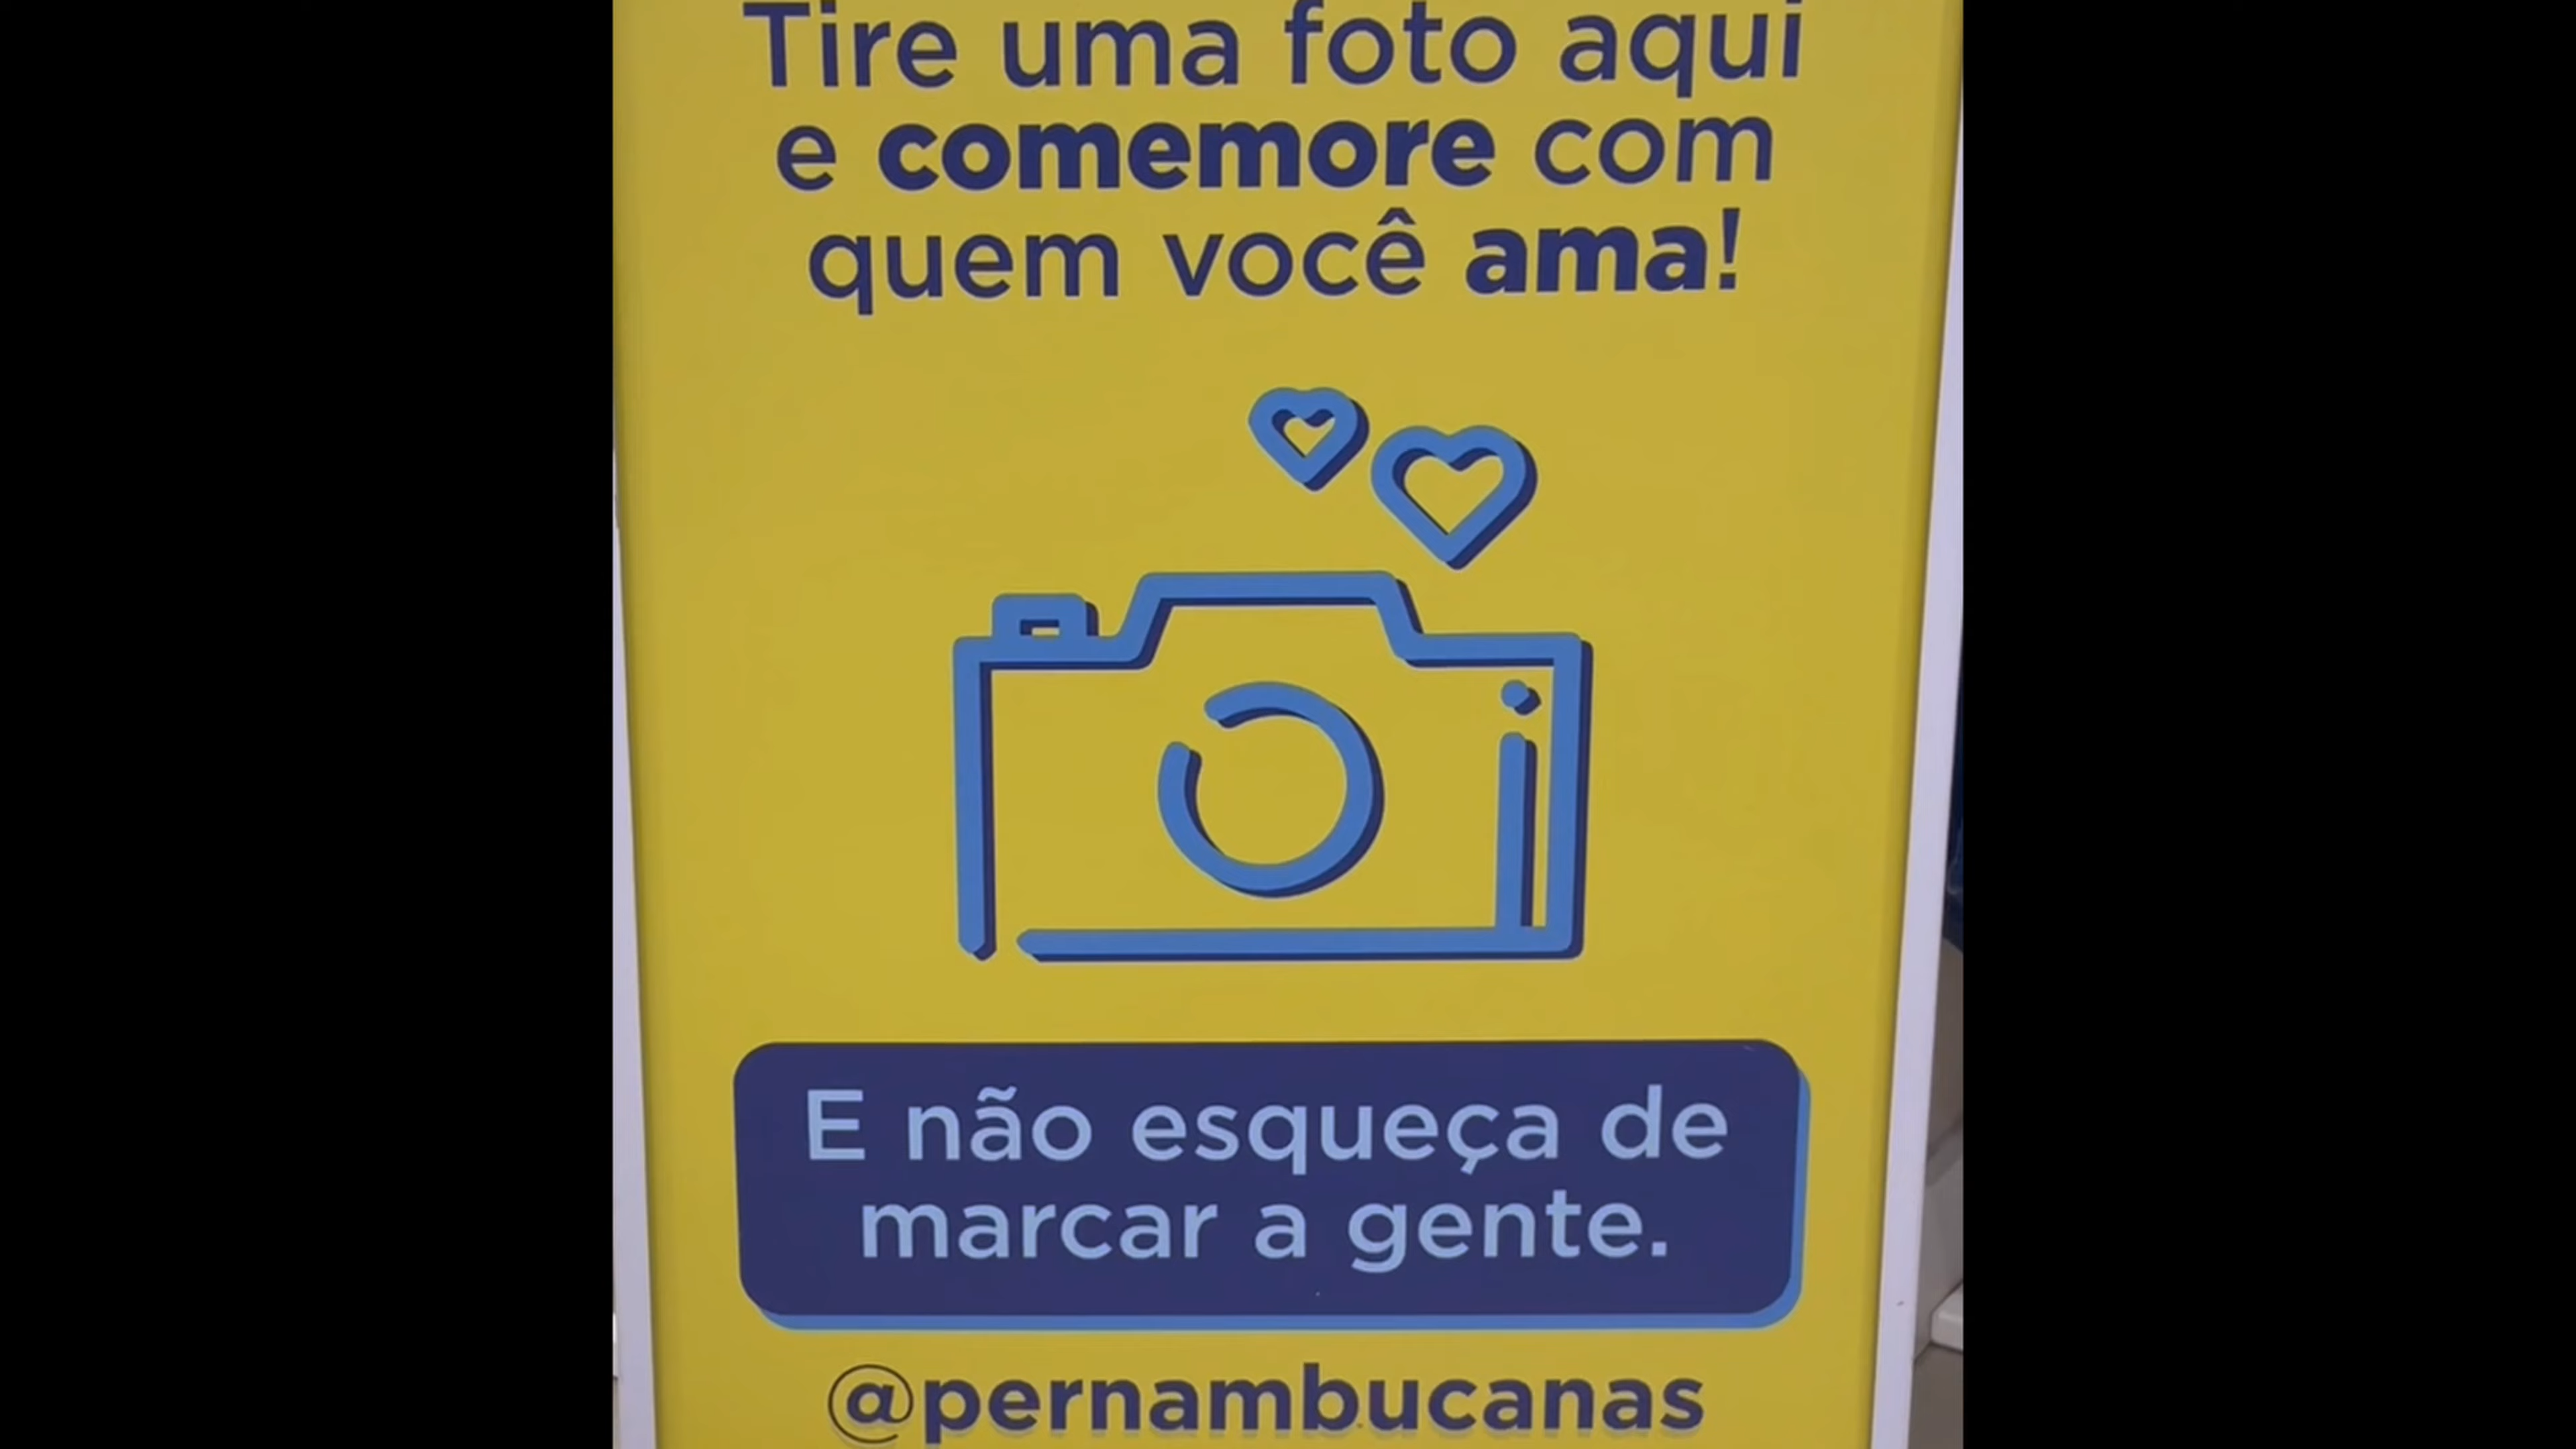 Tire uma foto aqui
e comemore com
quem você ama!
E não esqueça de
marcar a gente.
@pernambucanas